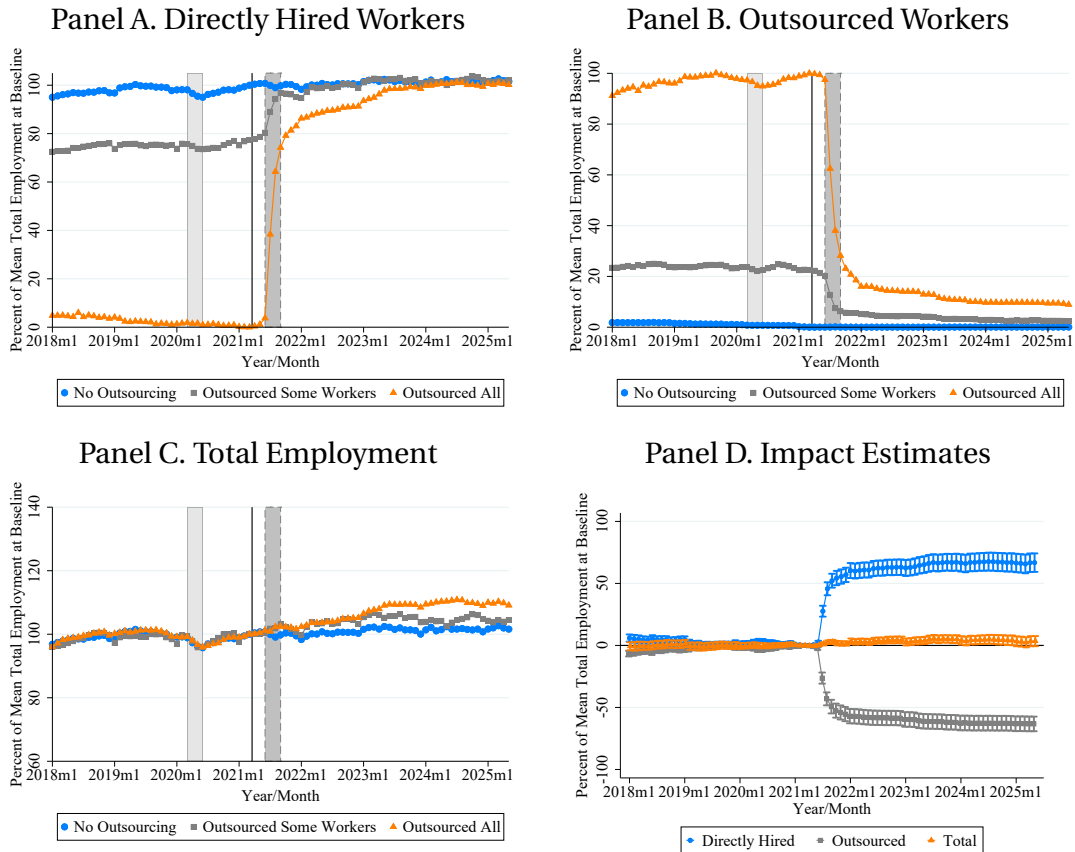 Panel A. Directly Hired Workers
Percent of Mean Total Employment at Baseline
100
80
60
40
20
0
2018m1 2019m1 2020m1 2021m1 2022m1 2023m1 2024m1 2025m1
Year/Month
No Outsourcing Outsourced Some Workers Outsourced All
Panel B. Outsourced Workers
Percent of Mean Total Employment at Baseline
100
80
60
40
20
0
2018m1 2019m1 2020m1 2021m1 2022m1 2023m1 2024m1 2025m1
Year/Month
No Outsourcing Outsourced Some Workers Outsourced All
Panel C. Total Employment
Percent of Mean Total Employment at Baseline
140
120
100
80
60
2018m1 2019m1 2020m1 2021m1 2022m1 2023m1 2024m1 2025m1
Year/Month
No Outsourcing Outsourced Some Workers Outsourced All
Panel D. Impact Estimates
Percent of Mean Total Employment at Baseline
100
50
0
-50
-100
2018m1 2019m1 2020m1 2021m1 2022m1 2023m1 2024m1 2025m1
Year/Month
Directly Hired Outsourced Total